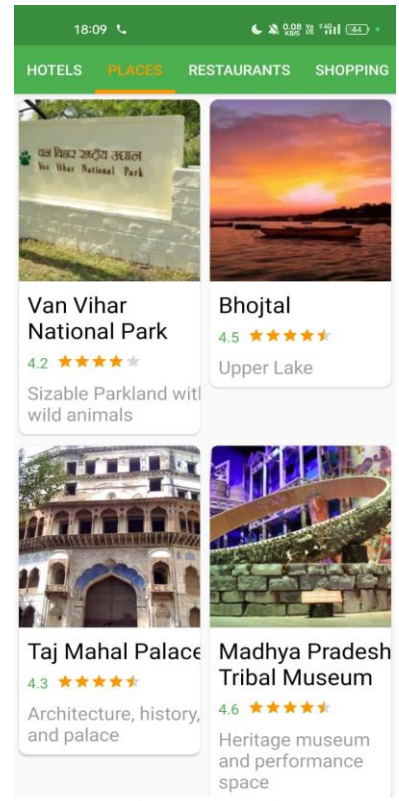 18:09
0.08 KB/S
44
HOTELS PLACES RESTAURANTS SHOPPING
वन विहार राष्ट्रीय उद्यान
Van Vihar National Park
Van Vihar
National Park
4.2
Sizable Parkland with
wild animals
Bhojtal
4.5
Upper Lake
Taj Mahal Palace
4.3
Architecture, history,
and palace
Madhya Pradesh
Tribal Museum
4.6
Heritage museum
and performance
space